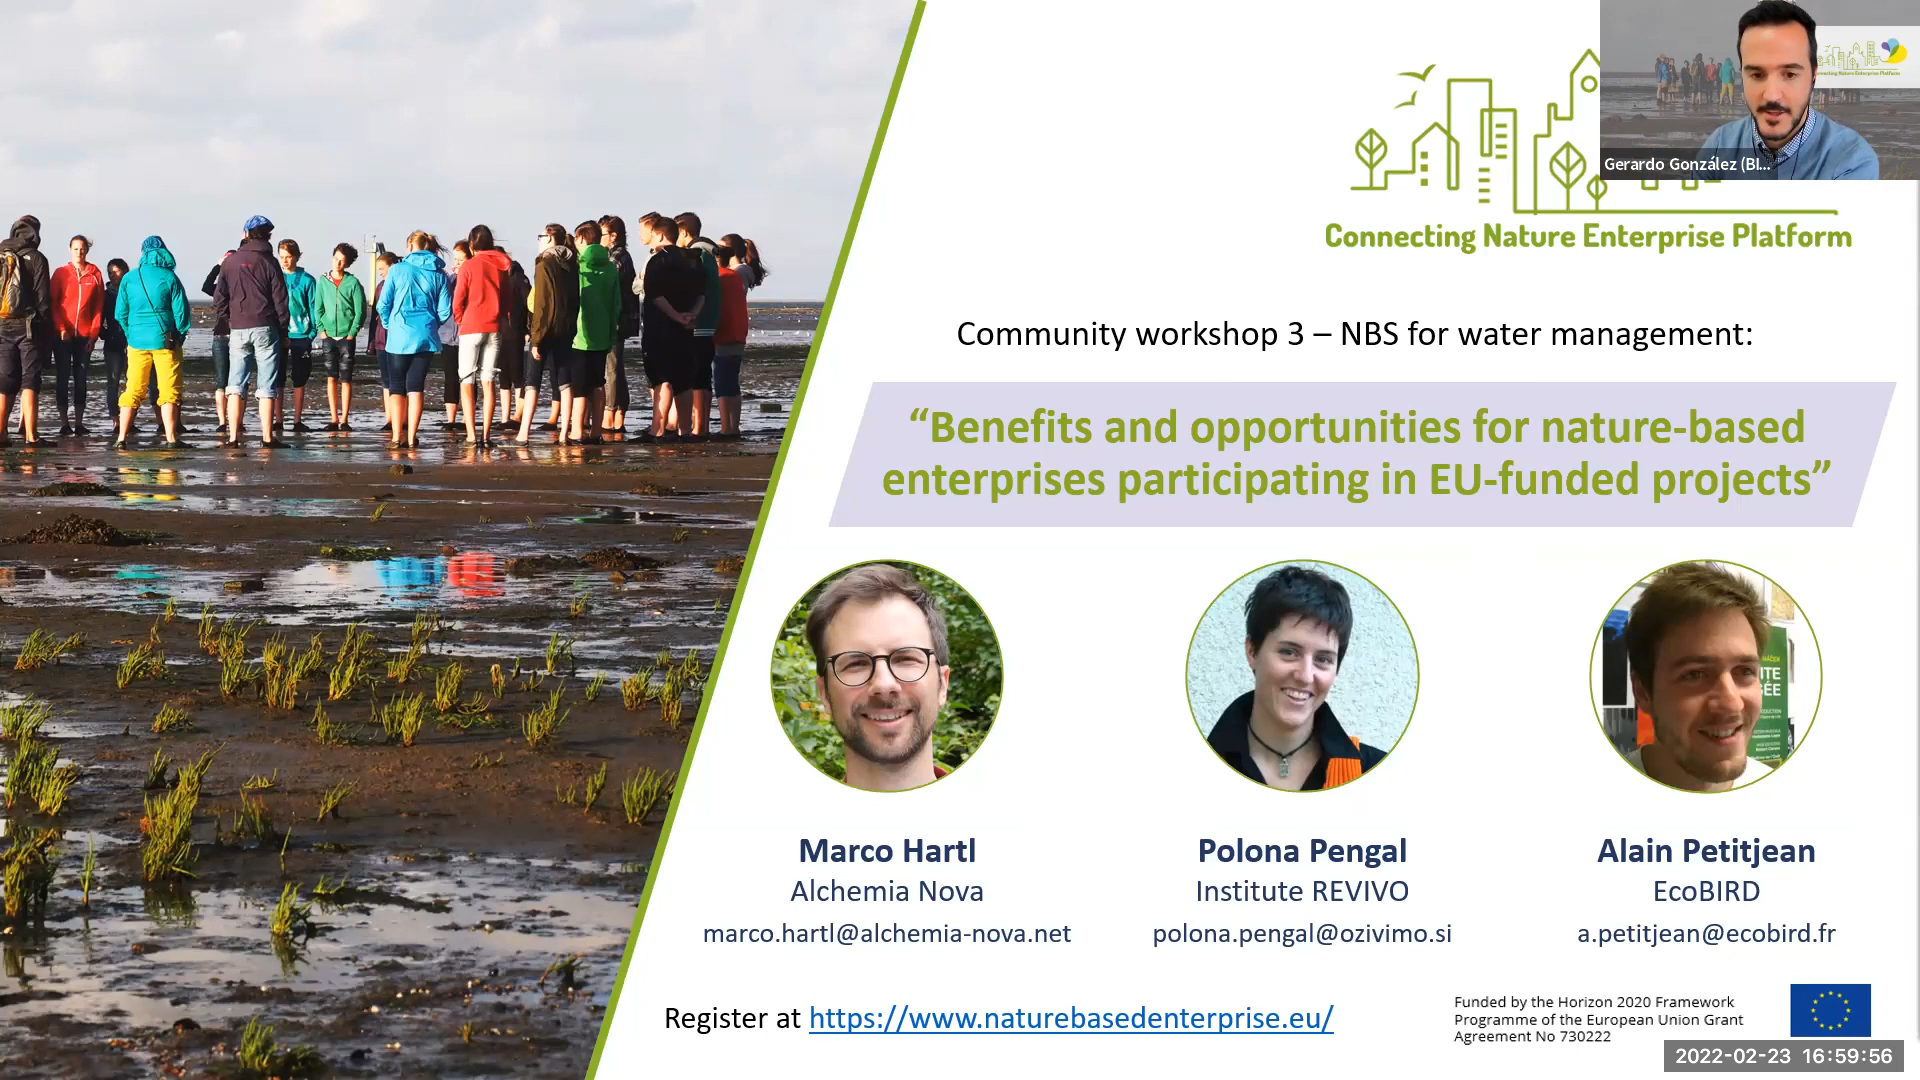 Connecting Nature Enterprise Platform
Gerardo González (BI...
Connecting Nature Enterprise Platform
Community workshop 3 – NBS for water management:
“Benefits and opportunities for nature-based
enterprises participating in EU-funded projects”
Marco Hartl
Alchemia Nova
marco.hartl@alchemia-nova.net
Polona Pengal
Institute REVIVO
polona.pengal@ozivimo.si
Alain Petitjean
EcoBIRD
a.petitjean@ecobird.fr
Register at https://www.naturebasedenterprise.eu/
Funded by the Horizon 2020 Framework
Programme of the European Union Grant
Agreement No 730222
2022-02-23 16:59:56